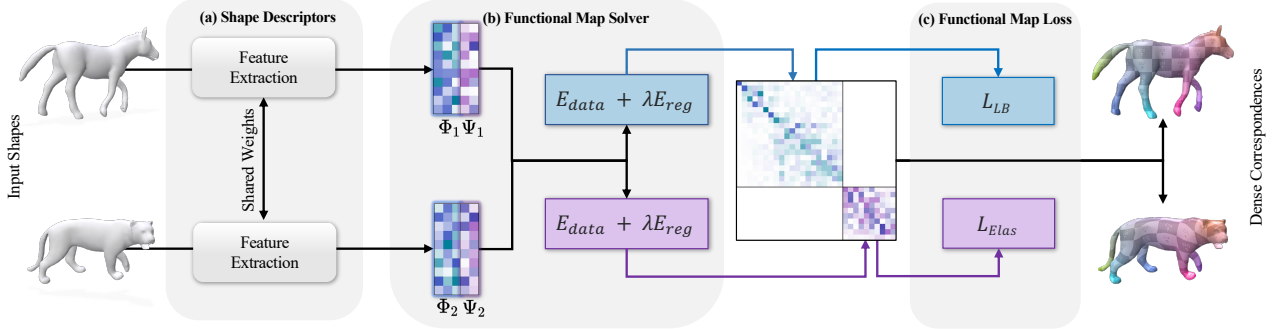 (a) Shape Descriptors
(b) Functional Map Solver
(c) Functional Map Loss
Input Shapes
Feature
Extraction
Shared Weights
Feature
Extraction
Φ₁ Ψ₁
Φ₂ Ψ₂
E_data + λE_reg
E_data + λE_reg
L_LB
L_Elas
Dense Correspondences